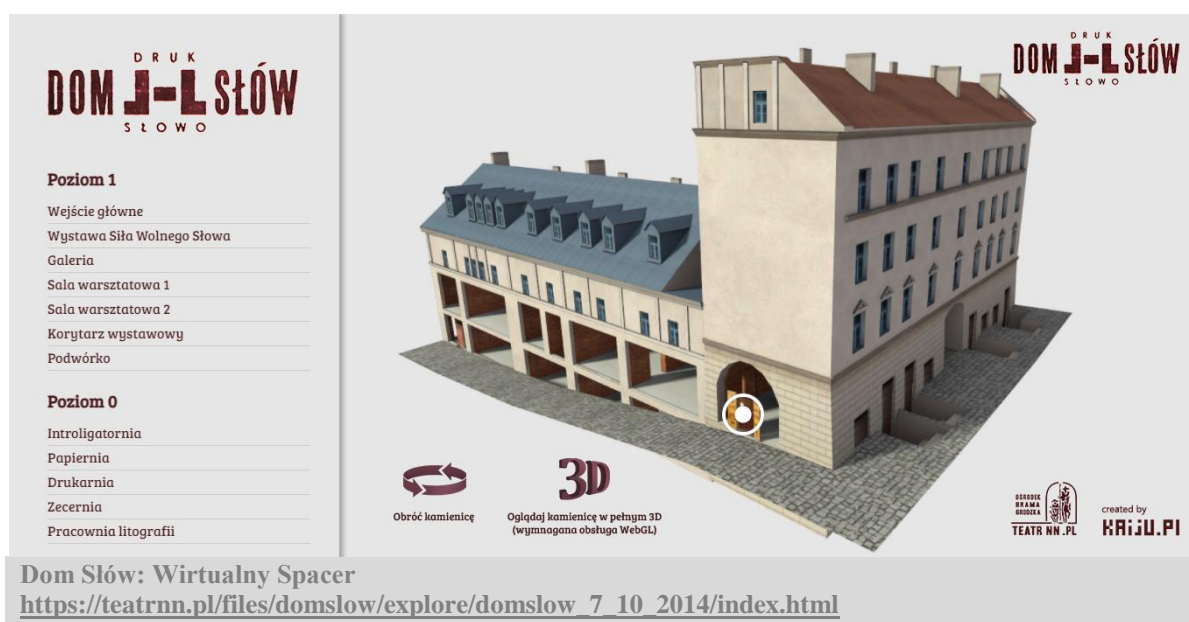 DRUK
DOM SŁÓW
SŁOWO
Poziom 1
Wejście główne
Wystawa Siła Wolnego Słowa
Galeria
Sala warsztatowa 1
Sala warsztatowa 2
Korytarz wystawowy
Podwórko
Poziom 0
Introligatornia
Papiernia
Drukarnia
Zecernia
Pracownia litografii
DRUK
DOM SŁÓW
SŁOWO
Obróć kamienicę
3D
Oglądaj kamienicę w pełnym 3D
(wymnagana obsługa WebGL)
OŚRODEK
BRAMA
GRODZKA
TEATR NN .PL
created by
KAIJU.PI
Dom Słów: Wirtualny Spacer
https://teatrnn.pl/files/domslow/explore/domslow_7_10_2014/index.html